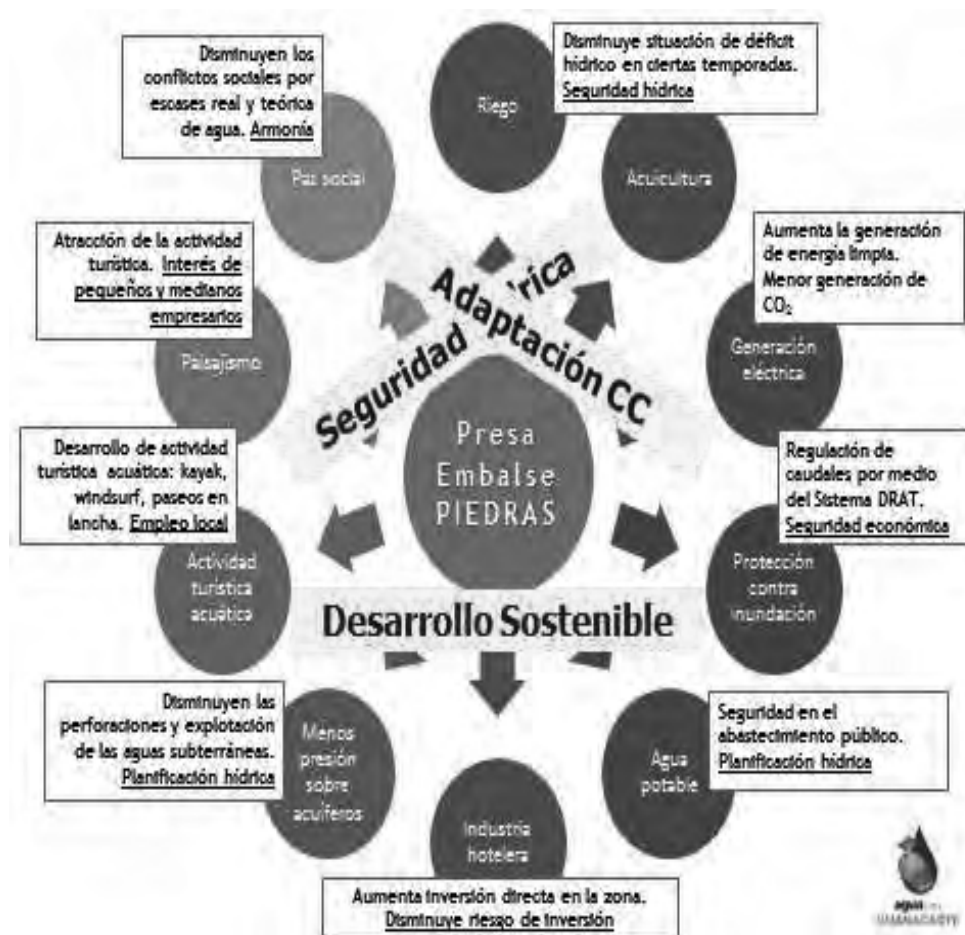 Disminuyen los
conflictos sociales por
escases real y teórica
de agua. Armonía
Paz social
Riego
Disminuye situación de déficit
hídrico en ciertas temporadas.
Seguridad hídrica
Acuicultura
Atracción de la actividad
turística. Interés de
pequeños y medianos
empresarios
Paisajismo
Aumenta la generación
de energía limpia.
Menor generación de
CO₂
Generación
eléctrica
Seguridad rica
Adaptación CC
Presa
Embalse
PIEDRAS
Desarrollo de actividad
turística acuática: kayak,
windsurf, paseos en
lancha. Empleo local
Actividad
turística
acuática
Regulación de
caudales por medio
del Sistema DRAT.
Seguridad económica
Protección
contra
inundación
Desarrollo Sostenible
Disminuyen las
perforaciones y explotación
de las aguas subterráneas.
Planificación hídrica
Menos
presión
sobre
acuíferos
Seguridad en el
abastecimiento público.
Planificación hídrica
Agua
potable
Industria
hotelera
Aumenta inversión directa en la zona.
Disminuye riesgo de inversión
agua
GUANACASTE